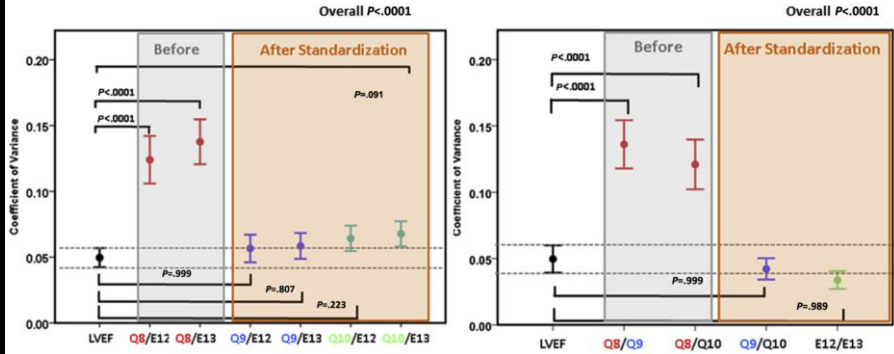 Overall P<.0001
Before
After Standardization
0.20
0.15
0.10
0.05
0.00
Coefficient of Variance
P<.0001
P<.0001
P=.091
P=.999
P=.807
P=.223
LVEF
Q8/E12
Q8/E13
Q9/E12
Q9/E13
Q10/E12
Q10/E13
Overall P<.0001
Before
After Standardization
0.20
0.15
0.10
0.05
0.00
Coefficient of Variance
P<.0001
P<.0001
P=.999
P=.989
LVEF
Q8/Q9
Q8/Q10
Q9/Q10
E12/E13